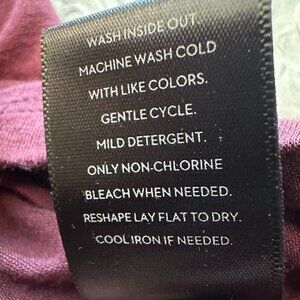 WASH INSIDE OUT.
MACHINE WASH COLD
WITH LIKE COLORS.
GENTLE CYCLE.
MILD DETERGENT.
ONLY NON-CHLORINE
BLEACH WHEN NEEDED.
RESHAPE LAY FLAT TO DRY.
COOL IRON IF NEEDED.